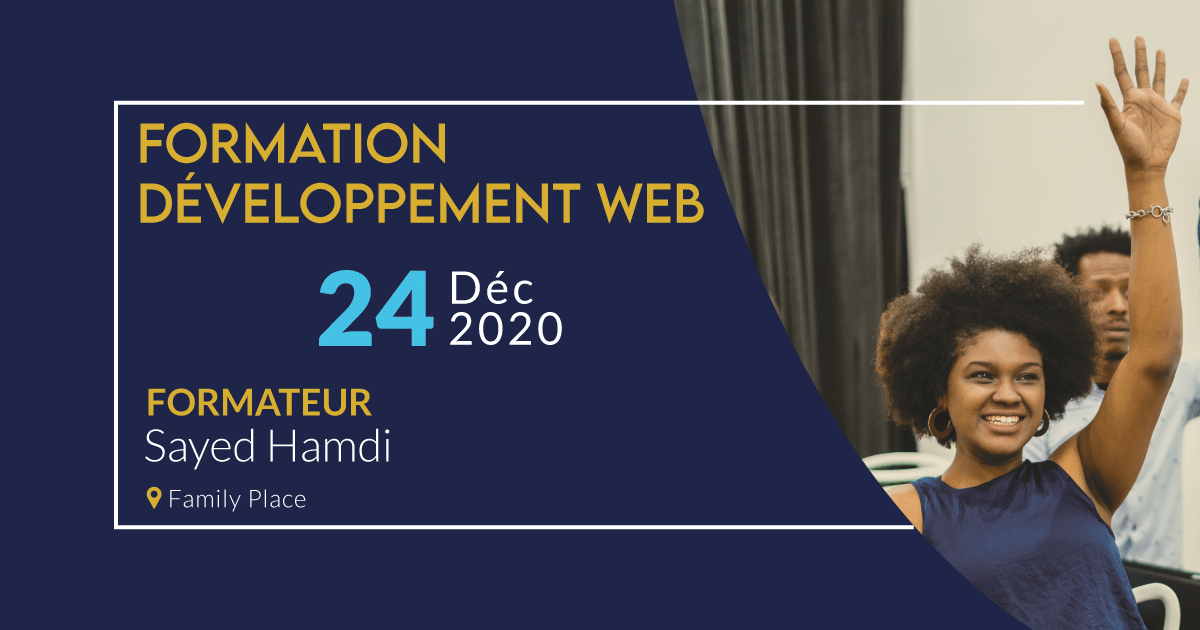 FORMATION
DÉVELOPPEMENT WEB
24 Déc
2020
FORMATEUR
Sayed Hamdi
Family Place